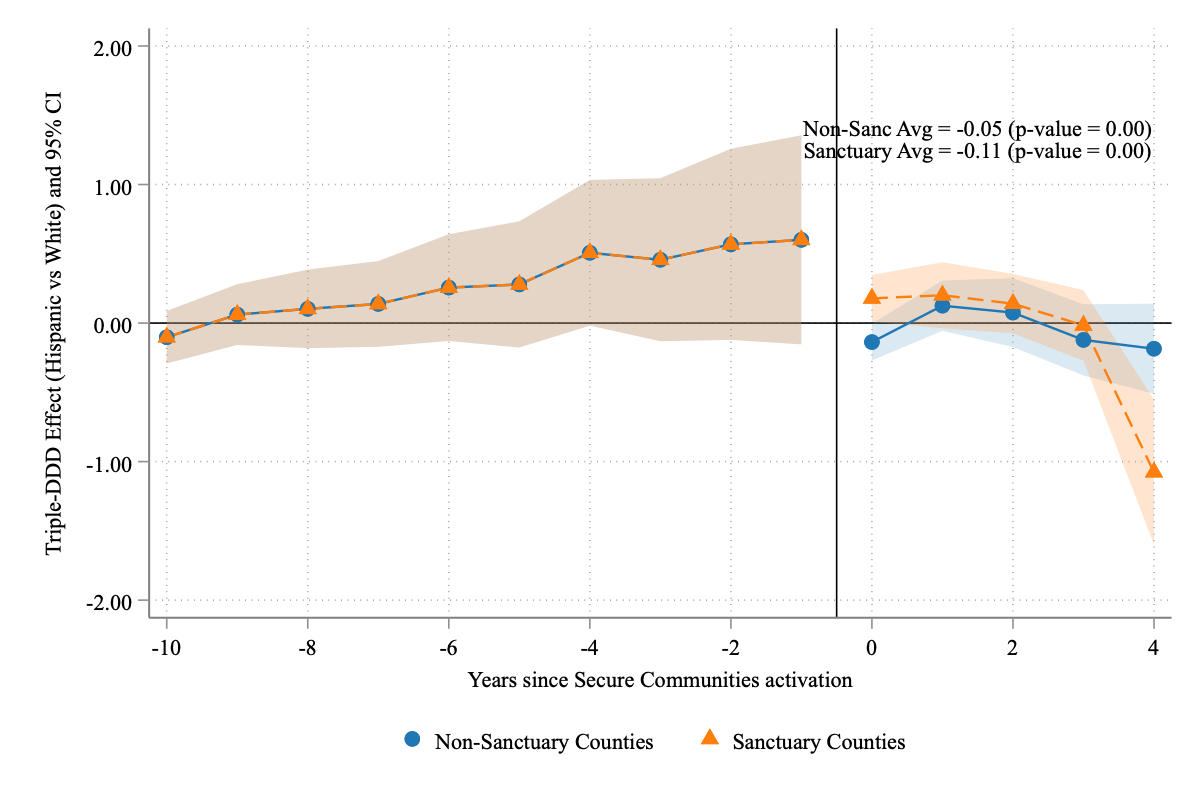 Triple-DDD Effect (Hispanic vs White) and 95% CI
2.00
1.00
0.00
-1.00
-2.00
Non-Sanc Avg = -0.05 (p-value = 0.00)
Sanctuary Avg = -0.11 (p-value = 0.00)
-10 -8 -6 -4 -2 0 2 4
Years since Secure Communities activation
Non-Sanctuary Counties Sanctuary Counties